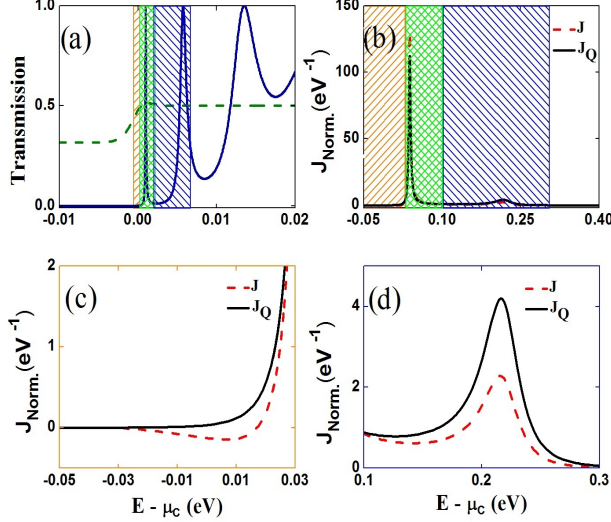 (a)
Transmission
1.0
0.5
0.0
-0.01 0.00 0.01 0.02
(b)
J
J_Q
J_Norm.(eV⁻¹)
150
100
50
0
-0.05 0.10 0.25 0.40
(c)
J
J_Q
J_Norm.(eV⁻¹)
2
1
0
-1
-0.05 -0.03 -0.01 0.01 0.03
E - μ_C (eV)
(d)
J
J_Q
J_Norm.(eV⁻¹)
4
2
0
0.1 0.2 0.3
E - μ_C (eV)